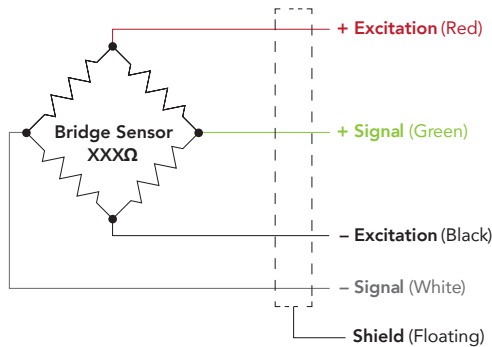 + Excitation (Red)
Bridge Sensor
XXXΩ
+ Signal (Green)
– Excitation (Black)
– Signal (White)
Shield (Floating)